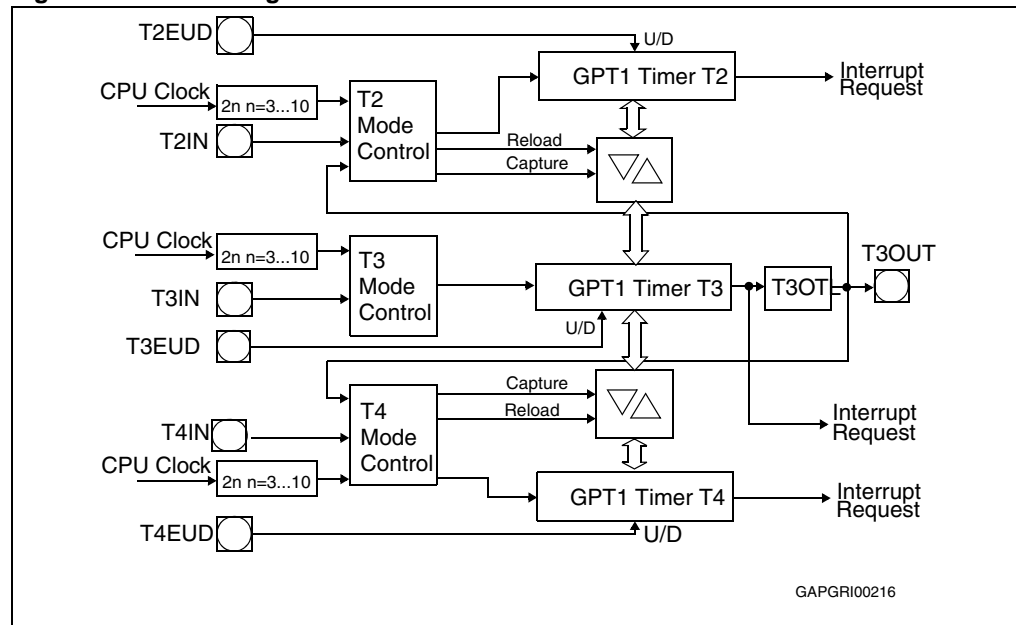 T2EUD
U/D
GPT1 Timer T2
Interrupt
Request
CPU Clock
2n n=3...10
T2
Mode
Control
T2IN
Reload
Capture
CPU Clock
2n n=3...10
T3
Mode
Control
T3IN
T3EUD
U/D
GPT1 Timer T3
T3OTL
T3OUT
Capture
Reload
T4
Mode
Control
T4IN
CPU Clock
2n n=3...10
Interrupt
Request
GPT1 Timer T4
Interrupt
Request
T4EUD
U/D
GAPGRI00216